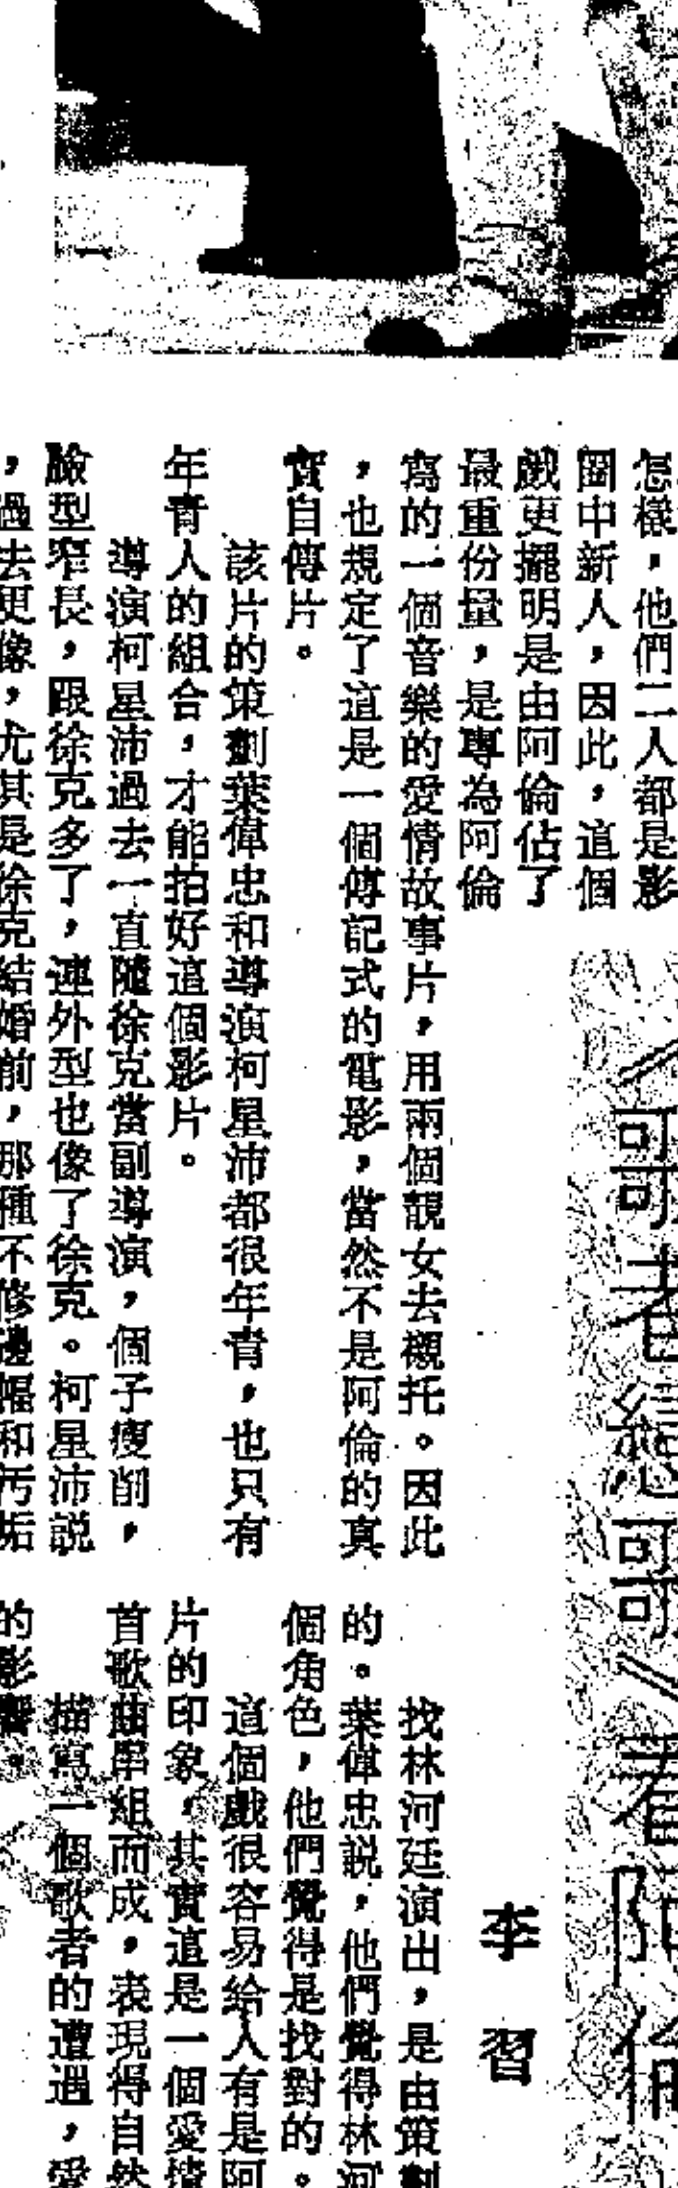 《歌者戀歌》看阿倫
李習
怎樣，他們二人都是影
圈中新人，因此，這個
戲更擺明是由阿倫佔了
最重份量，是專為阿倫
寫的一個音樂的愛情故事片，用兩個靚女去襯托。因此
，也規定了這是一個傳記式的電影，當然不是阿倫的真
實自傳片。
該片的策劃葉偉忠和導演柯星沛都很年青，也只有
年青人的組合，才能拍好這個影片。
導演柯星沛過去一直隨徐克當副導演，個子瘦削，
臉型窄長，跟徐克多了，連外型也像了徐克。柯星沛説
，過去更像，尤其是徐克結婚前，那種不修邊幅和污垢
找林河廷演出，是由策劃
的。葉偉忠説，他們覺得林河
個角色，他們覺得是找對的。
這個戲很容易給人有是阿
片的印象，其實這是一個愛情
首歌曲串組而成，表現得自然
描寫一個歌者的遭遇，愛
的影響。